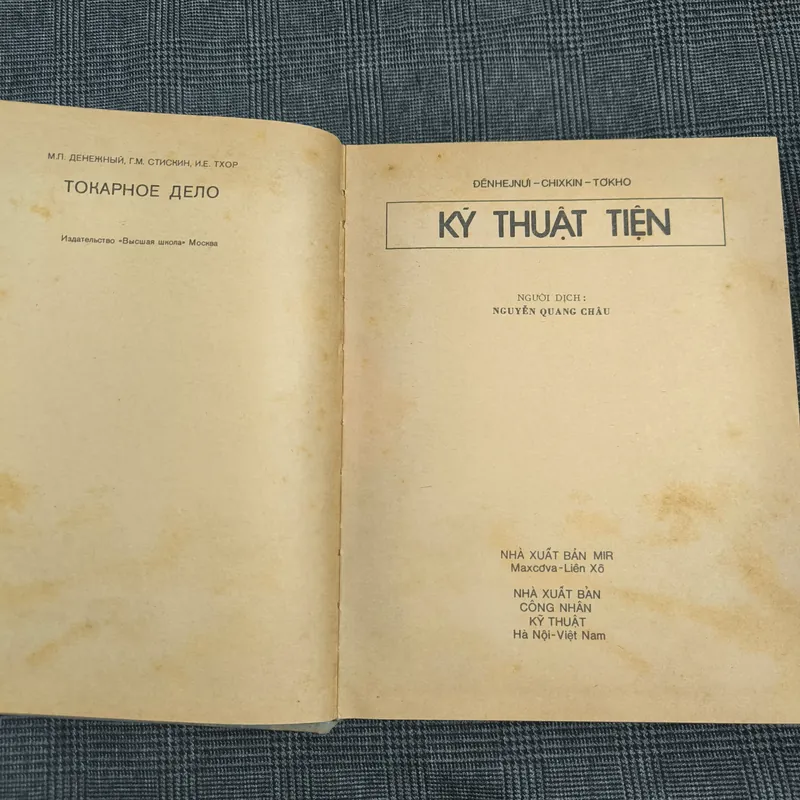 М.П. ДЕНЕЖНЫЙ, Г.М. СТИСКИН, И.Е. ТХОР
ТОКАРНОЕ ДЕЛО
Издательство «Высшая школа» Москва
ĐÊNHEJNƯI – CHIXKIN – TƠKHO
KỸ THUẬT TIỆN
NGƯỜI DỊCH :
NGUYỄN QUANG CHÂU
NHÀ XUẤT BẢN MIR
Maxcơva-Liên Xô
NHÀ XUẤT BẢN
CÔNG NHÂN
KỸ THUẬT
Hà Nội-Việt Nam